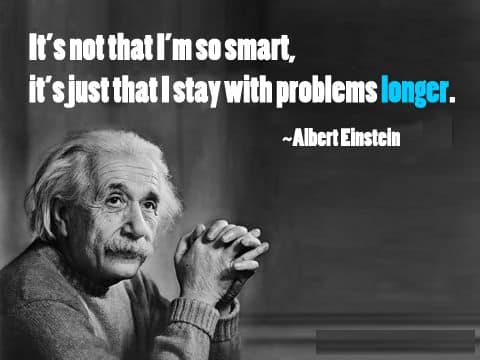 It's not that I'm so smart,
it's just that I stay with problems longer.
~Albert Einstein